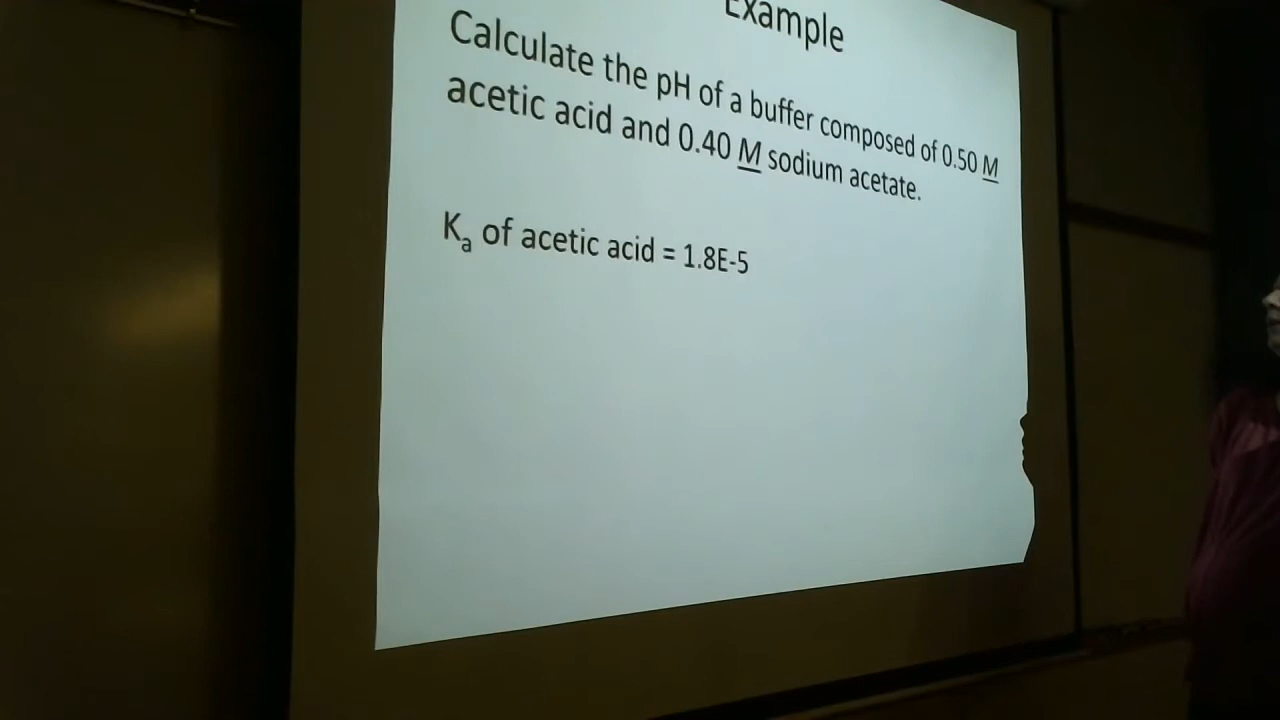 Example
Calculate the pH of a buffer composed of 0.50 M
acetic acid and 0.40 M sodium acetate.
Ka of acetic acid = 1.8E-5